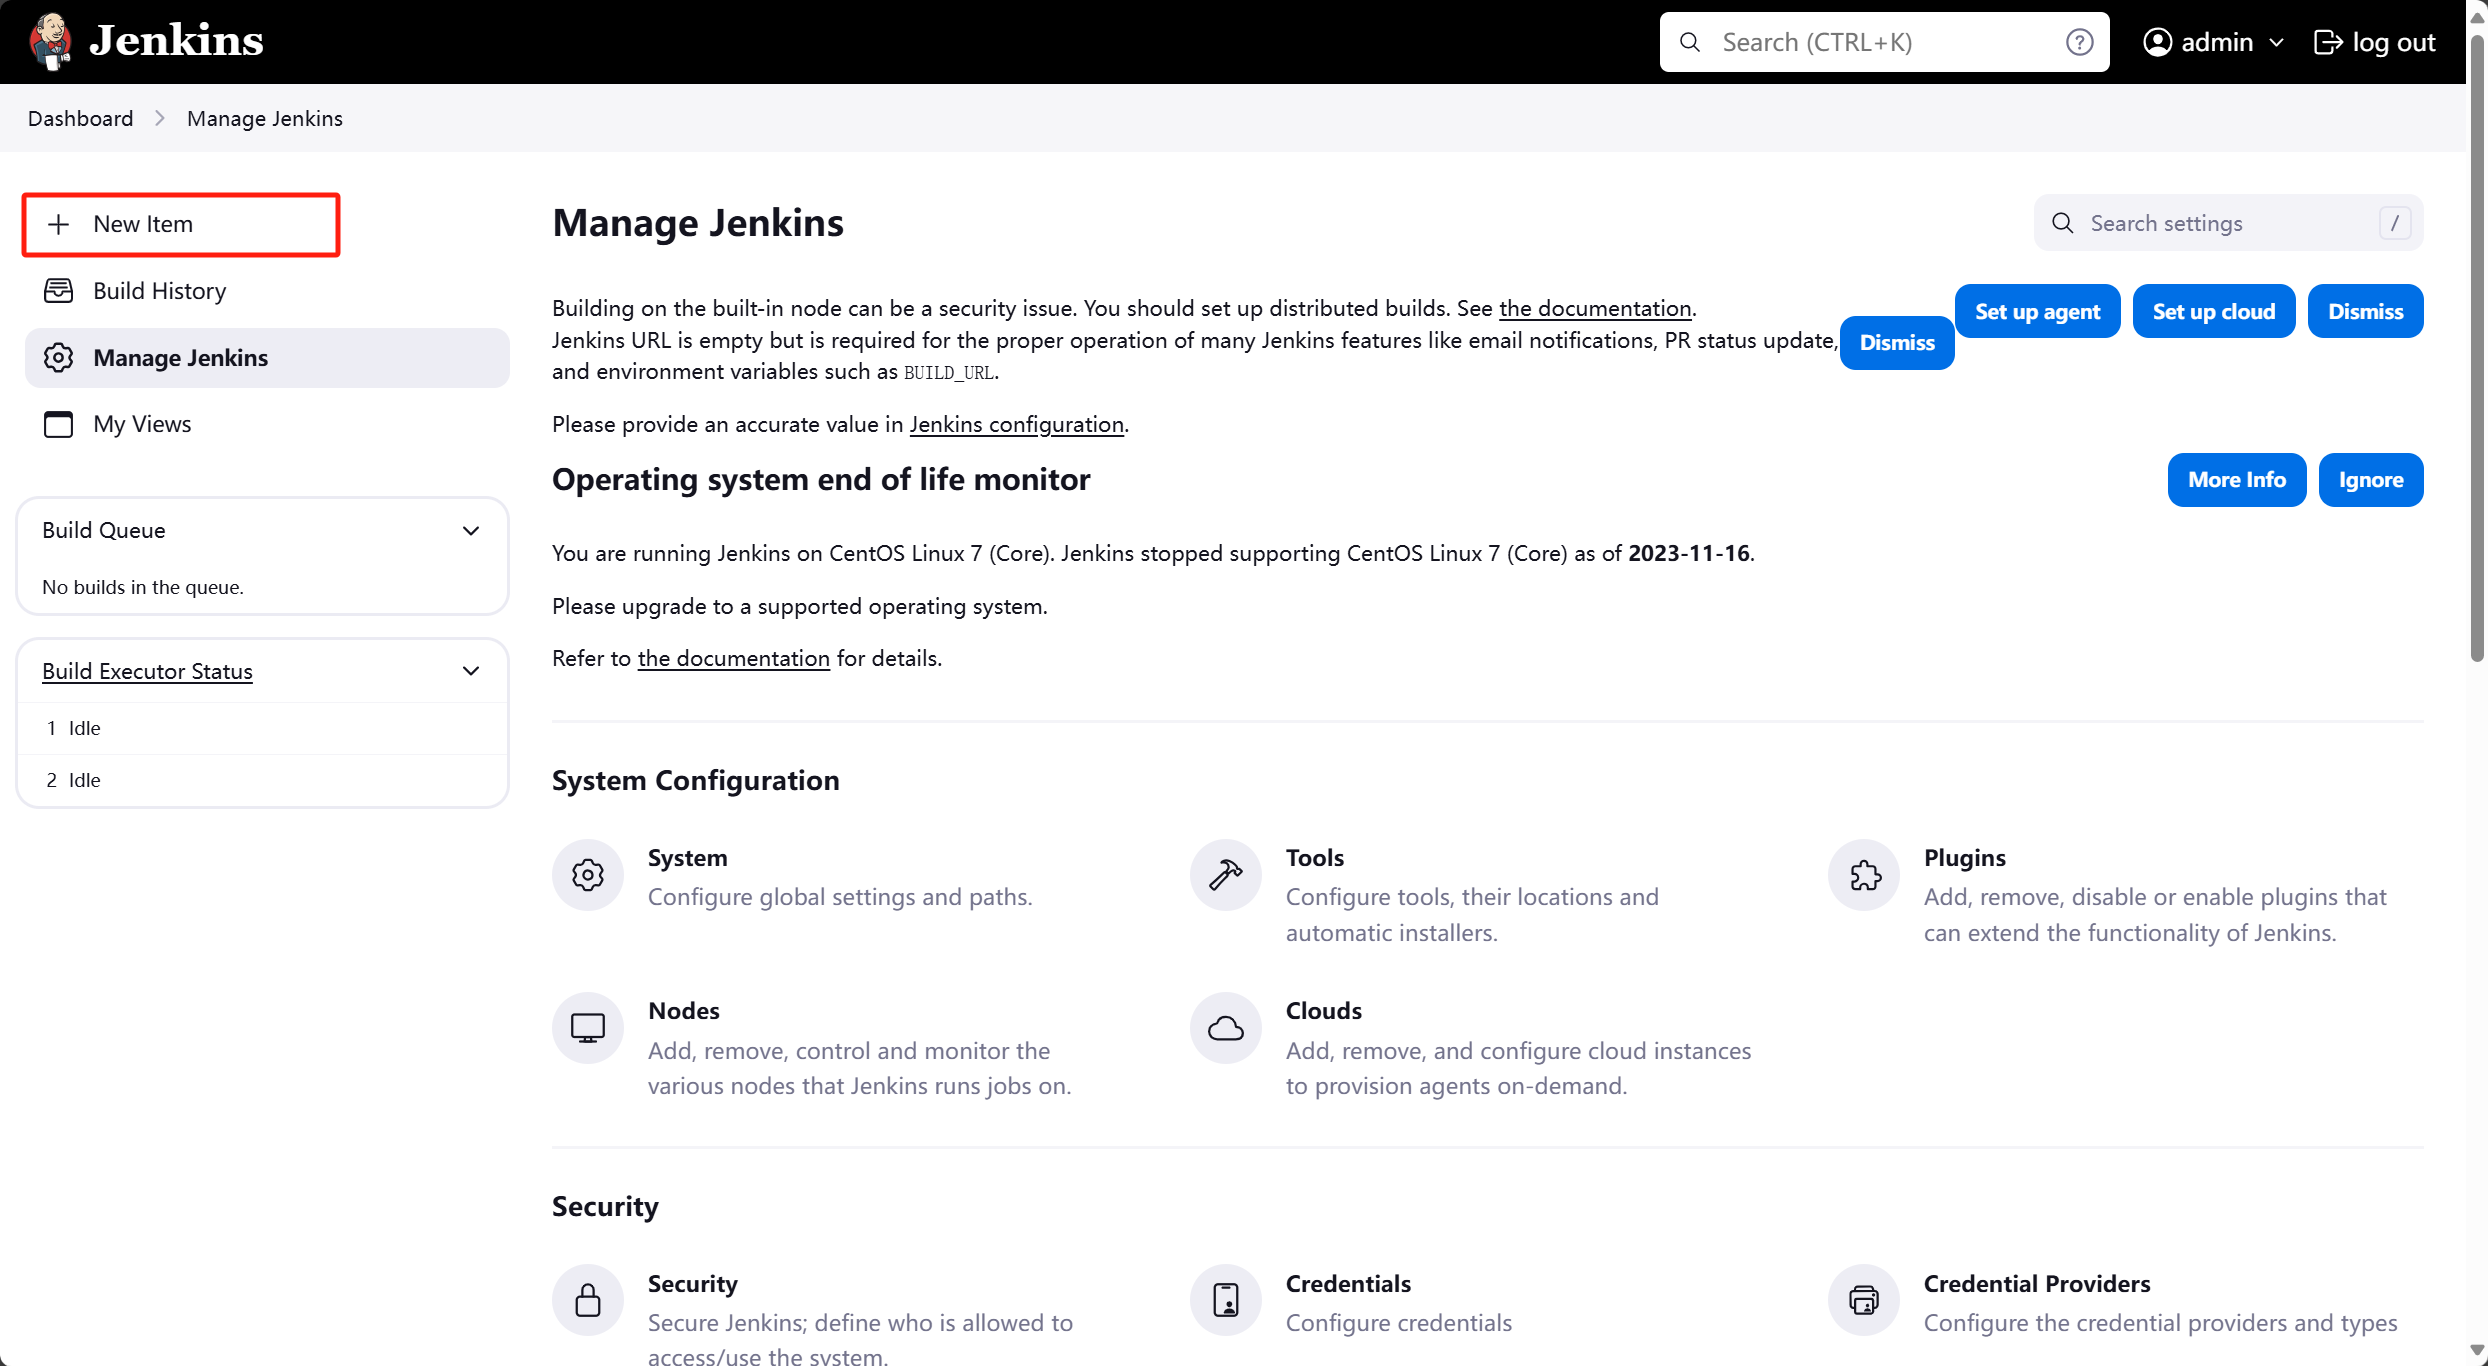 Jenkins
Search (CTRL+K)
admin
log out
Dashboard
Manage Jenkins
New Item
Build History
Manage Jenkins
My Views
Build Queue
No builds in the queue.
Build Executor Status
1 Idle
2 Idle
Manage Jenkins
Search settings
/
Building on the built-in node can be a security issue. You should set up distributed builds. See the documentation.
Set up agent
Set up cloud
Dismiss
Jenkins URL is empty but is required for the proper operation of many Jenkins features like email notifications, PR status update,
and environment variables such as BUILD_URL.
Dismiss
Please provide an accurate value in Jenkins configuration.
Operating system end of life monitor
More Info
Ignore
You are running Jenkins on CentOS Linux 7 (Core). Jenkins stopped supporting CentOS Linux 7 (Core) as of 2023-11-16.
Please upgrade to a supported operating system.
Refer to the documentation for details.
System Configuration
System
Configure global settings and paths.
Tools
Configure tools, their locations and
automatic installers.
Plugins
Add, remove, disable or enable plugins that
can extend the functionality of Jenkins.
Nodes
Add, remove, control and monitor the
various nodes that Jenkins runs jobs on.
Clouds
Add, remove, and configure cloud instances
to provision agents on-demand.
Security
Security
Secure Jenkins; define who is allowed to
access/use the system.
Credentials
Configure credentials
Credential Providers
Configure the credential providers and types